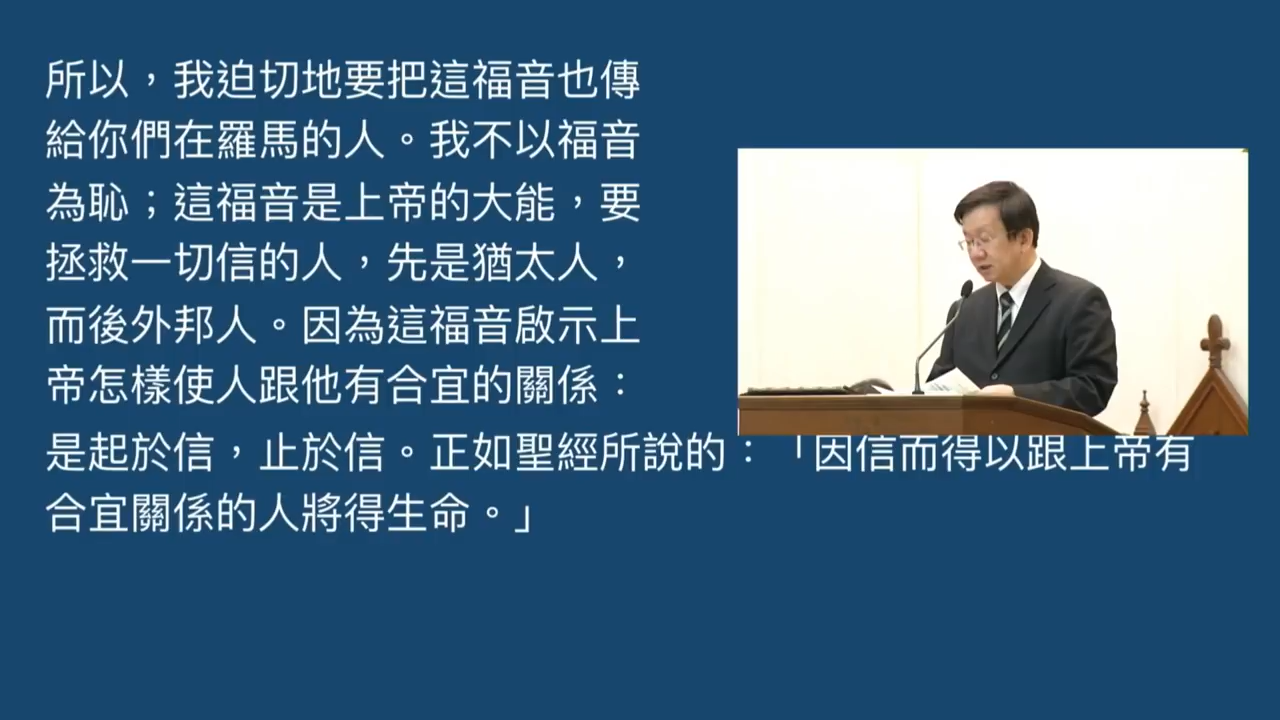 所以，我迫切地要把這福音也傳
給你們在羅馬的人。我不以福音
為恥；這福音是上帝的大能，要
拯救一切信的人，先是猶太人，
而後外邦人。因為這福音啟示上
帝怎樣使人跟他有合宜的關係：
是起於信，止於信。正如聖經所說的：「因信而得以跟上帝有
合宜關係的人將得生命。」